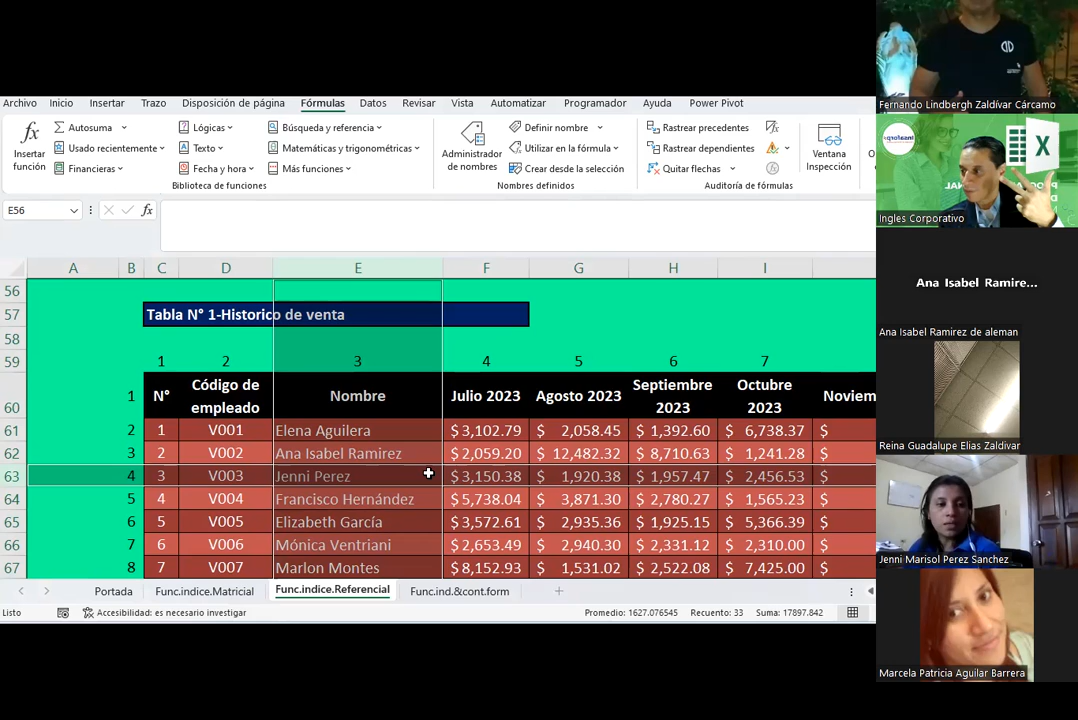 Archivo Inicio Insertar Trazo Disposición de página Fórmulas Datos Revisar Vista Automatizar Programador Ayuda Power Pivot
Insertar función
Autosuma
Usado recientemente
Financieras
Lógicas
Texto
Fecha y hora
Búsqueda y referencia
Matemáticas y trigonométricas
Más funciones
Biblioteca de funciones
Administrador de nombres
Definir nombre
Utilizar en la fórmula
Crear desde la selección
Nombres definidos
Rastrear precedentes
Rastrear dependientes
Quitar flechas
Auditoría de fórmulas
Ventana Inspección
E56
fx
A B C D E F G H I
56
57 Tabla N° 1-Historico de venta
58
59 1 2 3 4 5 6 7
60 1 N° Código de empleado Nombre Julio 2023 Agosto 2023 Septiembre 2023 Octubre 2023 Noviem
61 2 1 V001 Elena Aguilera $ 3,102.79 $ 2,058.45 $ 1,392.60 $ 6,738.37 $
62 3 2 V002 Ana Isabel Ramirez $ 2,059.20 $ 12,482.32 $ 8,710.63 $ 1,241.28 $
63 4 3 V003 Jenni Perez $ 3,150.38 $ 1,920.38 $ 1,957.47 $ 2,456.53 $
64 5 4 V004 Francisco Hernández $ 5,738.04 $ 3,871.30 $ 2,780.27 $ 1,565.23 $
65 6 5 V005 Elizabeth García $ 3,572.61 $ 2,935.36 $ 1,925.15 $ 5,366.39 $
66 7 6 V006 Mónica Ventriani $ 2,653.49 $ 2,940.30 $ 2,331.12 $ 2,310.00 $
67 8 7 V007 Marlon Montes $ 8,152.93 $ 1,531.02 $ 2,522.08 $ 7,425.00 $
Portada Func.indice.Matricial Func.indice.Referencial Func.ind.&cont.form
Listo Accesibilidad: es necesario investigar Promedio: 1627.076545 Recuento: 33 Suma: 17897.842
Fernando Lindbergh Zaldívar Cárcamo
Insaforp
Ingles Corporativo
Ana Isabel Ramire...
Ana Isabel Ramirez de aleman
Reina Guadalupe Elias Zaldivar
Jenni Marisol Perez Sanchez
Marcela Patricia Aguilar Barrera